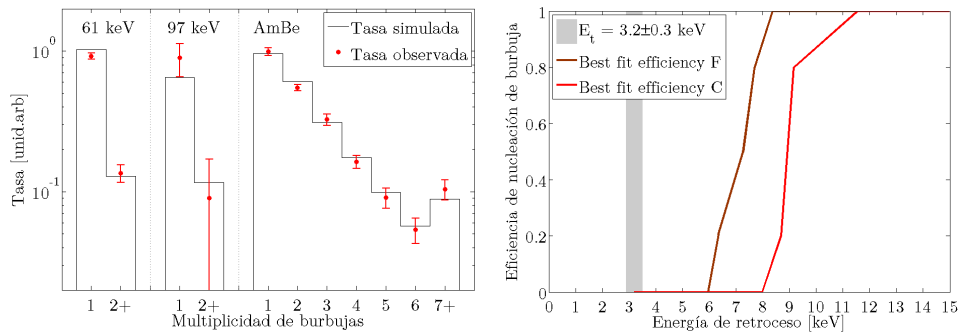 61 keV 97 keV AmBe
Tasa simulada
Tasa observada
10⁰
10⁻¹
Tasa [unid.arb]
1 2+ 1 2+ 1 2 3 4 5 6 7+
Multiplicidad de burbujas
E_t = 3.2±0.3 keV
Best fit efficiency F
Best fit efficiency C
1
0.8
0.6
0.4
0.2
0
Eficiencia de nucleación de burbuja
0 1 2 3 4 5 6 7 8 9 10 11 12 13 14 15
Energía de retroceso [keV]